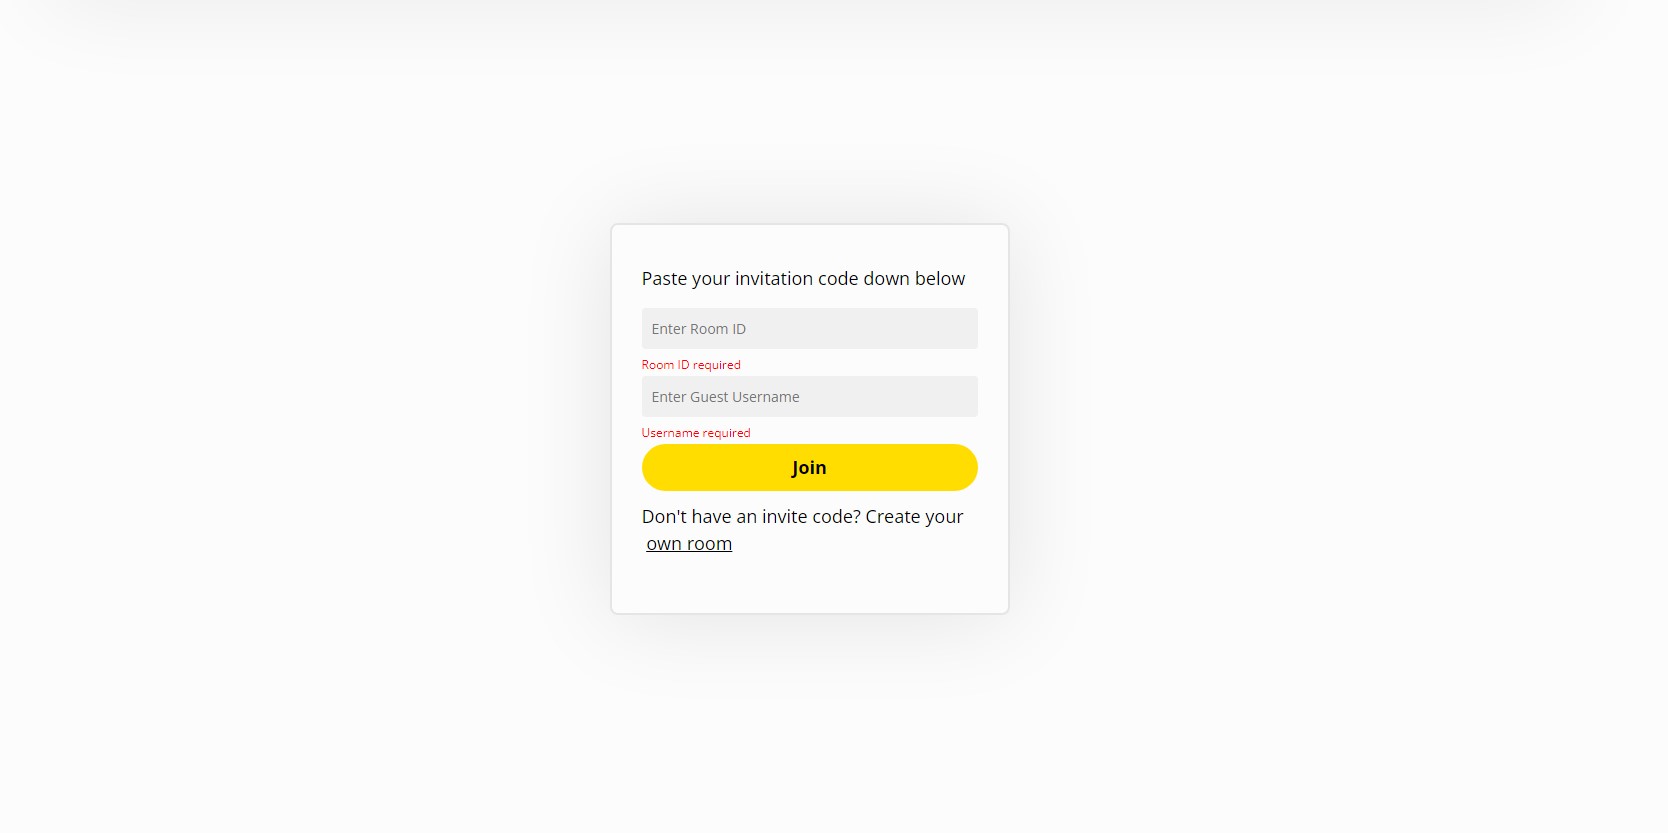 Paste your invitation code down below
Enter Room ID
Room ID required
Enter Guest Username
Username required
Join
Don't have an invite code? Create your
own room